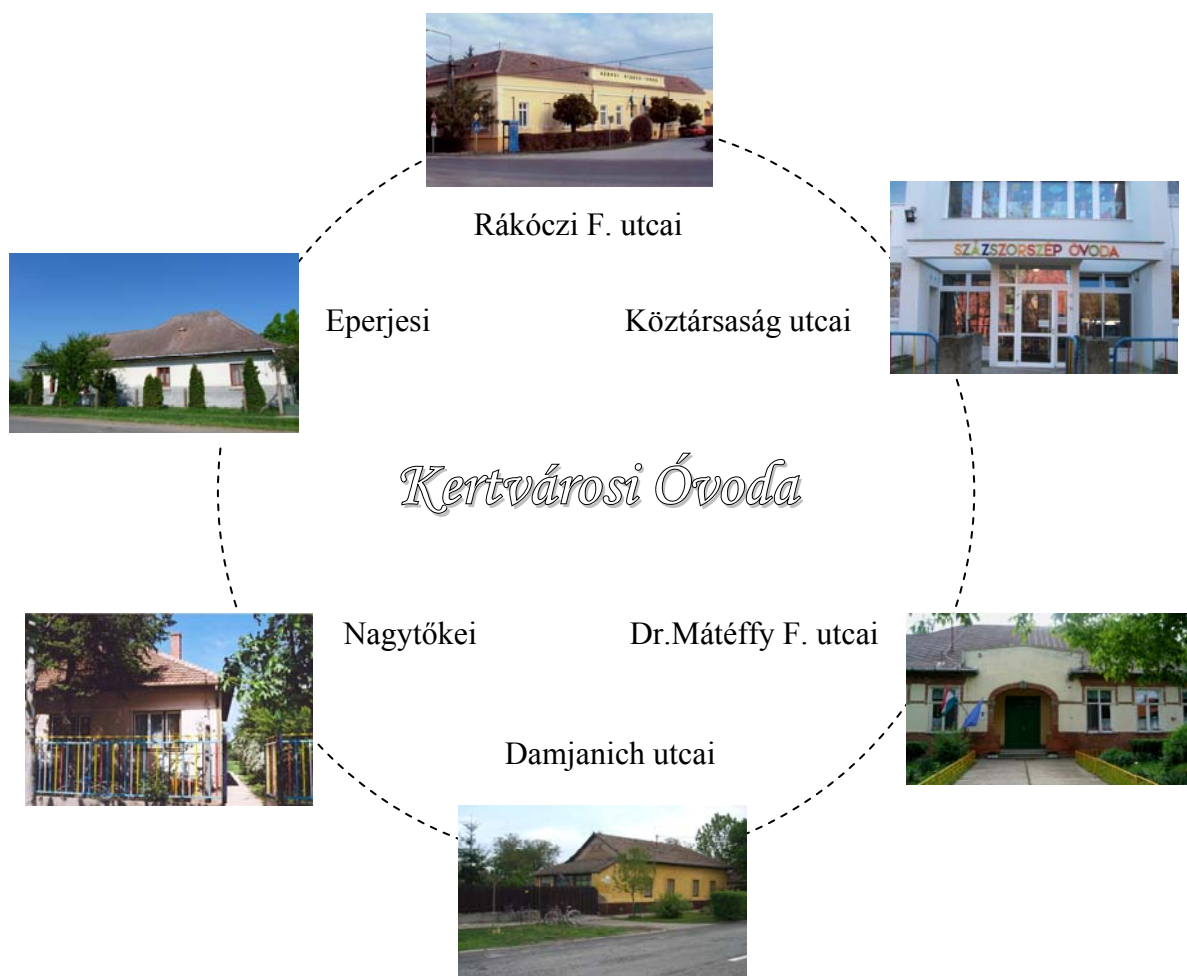 Rákóczi F. utcai
SZÁZSZORSZÉP ÓVODA
Eperjesi
Köztársaság utcai
Kertvárosi Óvoda
Nagytőkei
Dr.Mátéffy F. utcai
Damjanich utcai